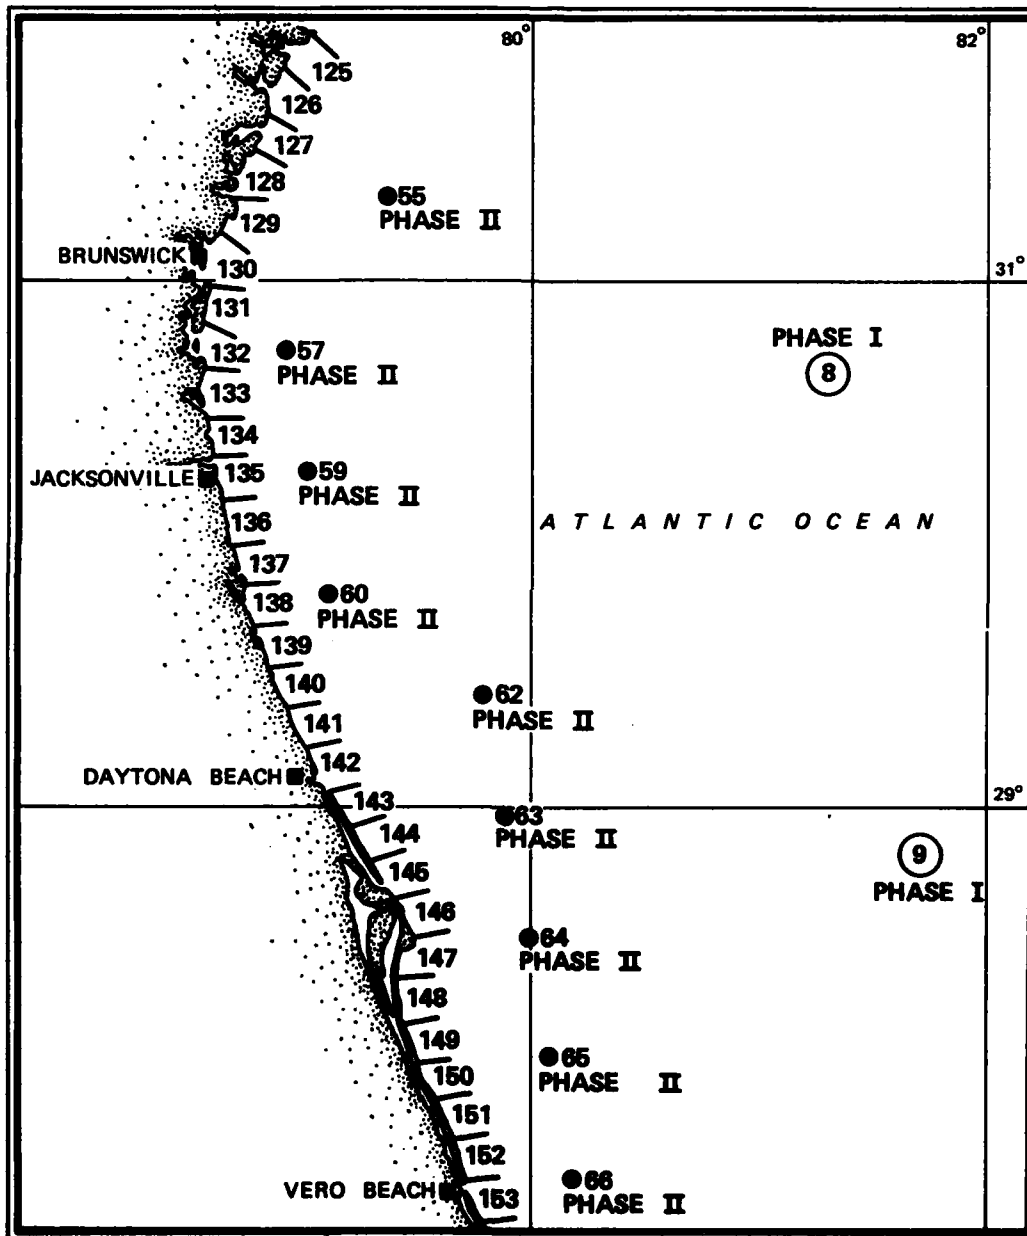 80°
82°
125
126
127
128
55
PHASE II
129
BRUNSWICK
130
31°
131
PHASE I
132
57
PHASE II
8
133
134
JACKSONVILLE
135
59
PHASE II
136
ATLANTIC OCEAN
137
138
60
PHASE II
139
140
62
PHASE II
141
142
DAYTONA BEACH
143
29°
63
PHASE II
144
145
9
PHASE I
146
64
PHASE II
147
148
149
65
PHASE II
150
151
152
66
PHASE II
VERO BEACH
153